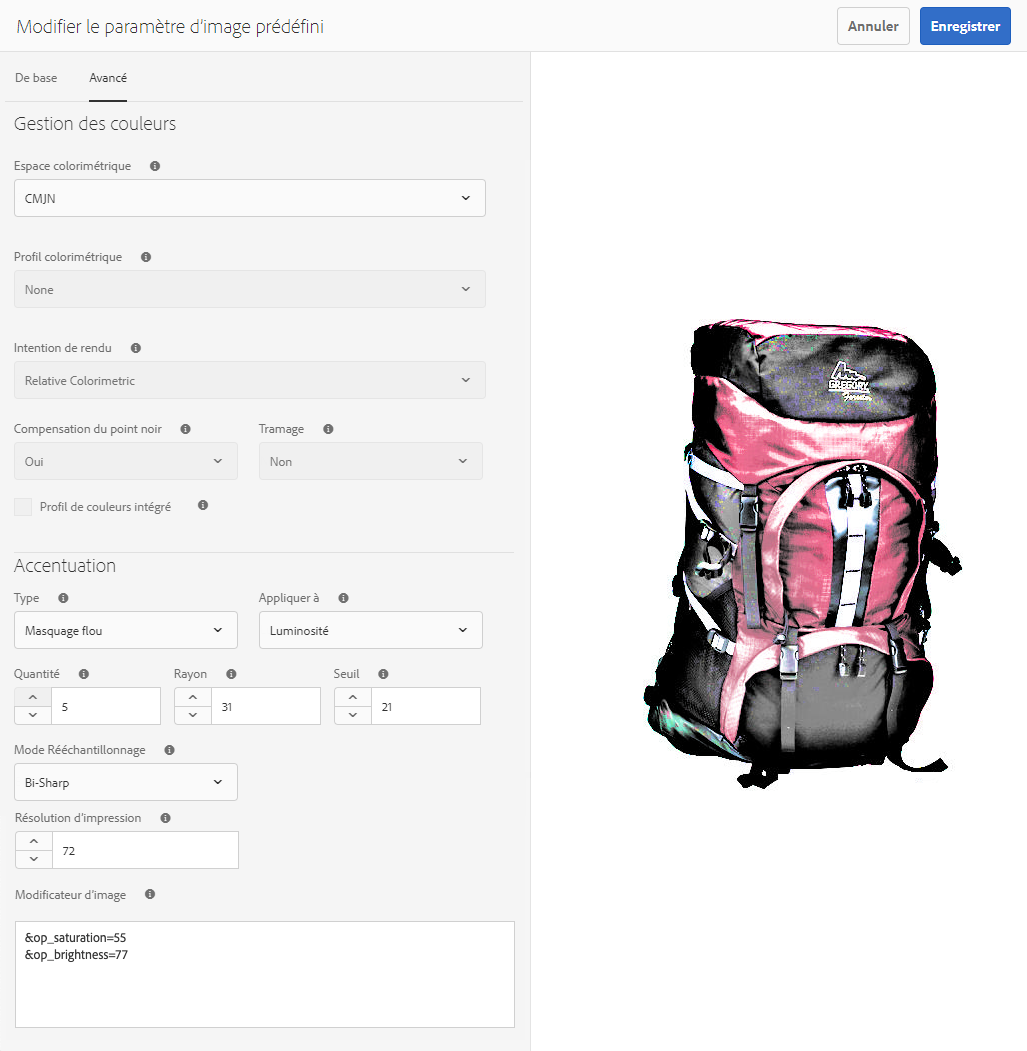 Modifier le paramètre d'image prédéfini
Annuler
Enregistrer
De base
Avancé
Gestion des couleurs
Espace colorimétrique
CMJN
Profil colorimétrique
None
Intention de rendu
Relative Colorimetric
Compensation du point noir
Tramage
Oui
Non
Profil de couleurs intégré
Accentuation
Type
Appliquer à
Masquage flou
Luminosité
Quantité
Rayon
Seuil
5
31
21
Mode Rééchantillonnage
Bi-Sharp
Résolution d'impression
72
Modificateur d'image
&op_saturation=55
&op_brightness=77
GREGORY